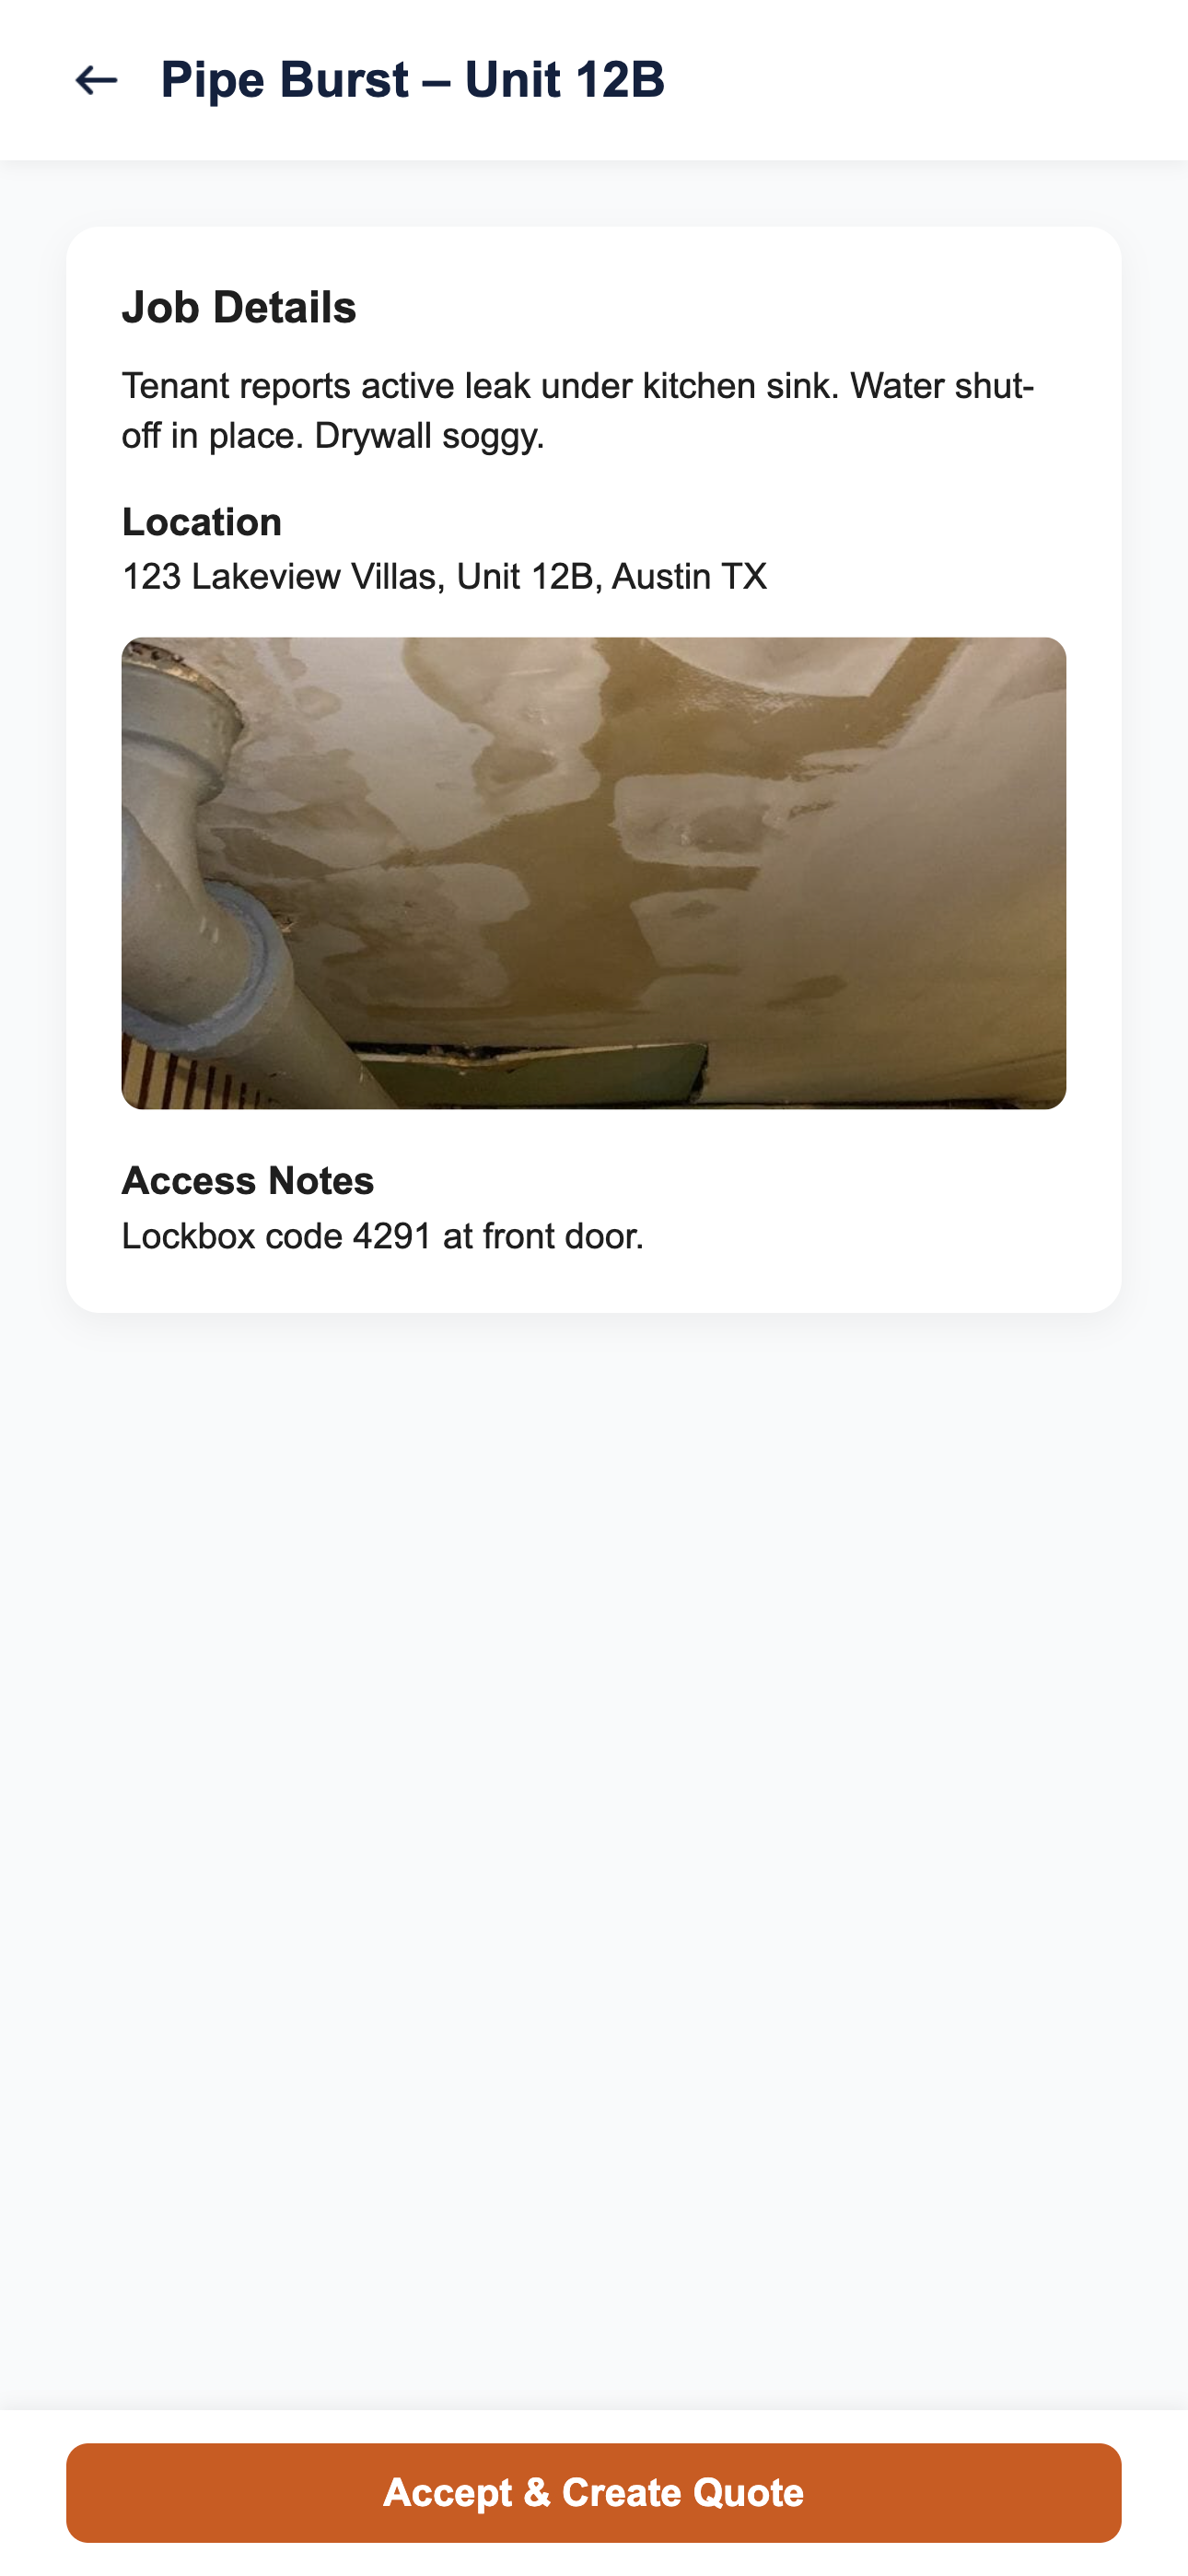 Pipe Burst – Unit 12B
Job Details
Tenant reports active leak under kitchen sink. Water shut-
off in place. Drywall soggy.
Location
123 Lakeview Villas, Unit 12B, Austin TX
Access Notes
Lockbox code 4291 at front door.
Accept & Create Quote